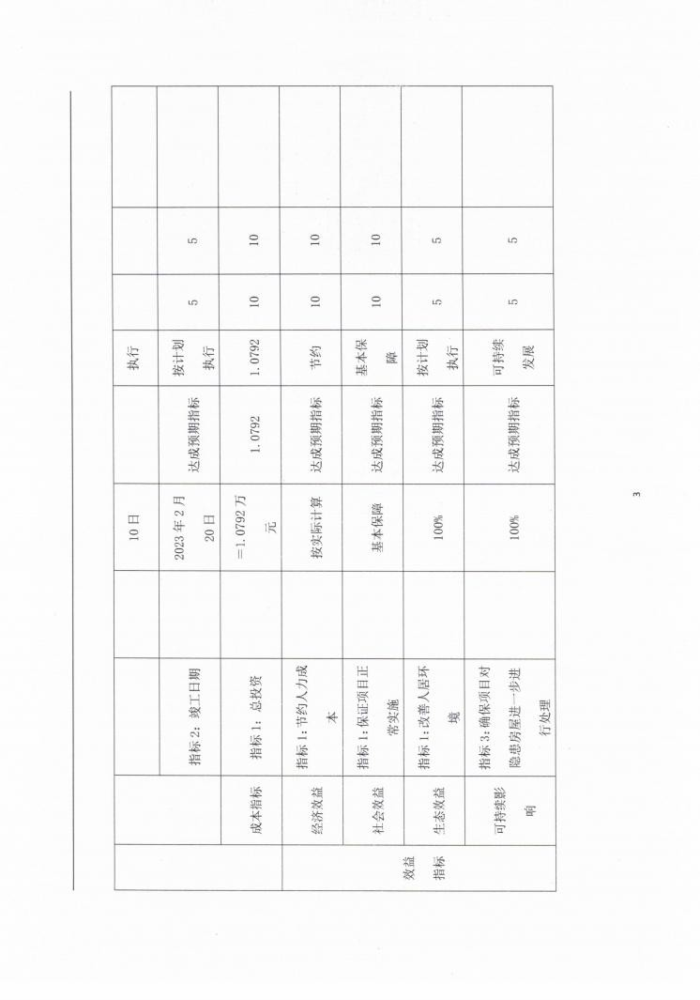 10 日
执行
指标 2：竣工日期
2023 年 2 月
20 日
达成预期指标
按计划
执行
5
5
成本指标
指标 1：总投资
=1.0792 万
元
1.0792
1.0792
10
10
效益
指标
经济效益
指标 1:节约人力成
本
按实际计算
达成预期指标
节约
10
10
社会效益
指标 1:保证项目正
常实施
基本保障
达成预期指标
基本保
障
10
10
生态效益
指标 1:改善人居环
境
100%
达成预期指标
按计划
执行
5
5
可持续影
响
指标 3:确保项目对
隐患房屋进一步进
行处理
100%
达成预期指标
可持续
发展
5
5
3